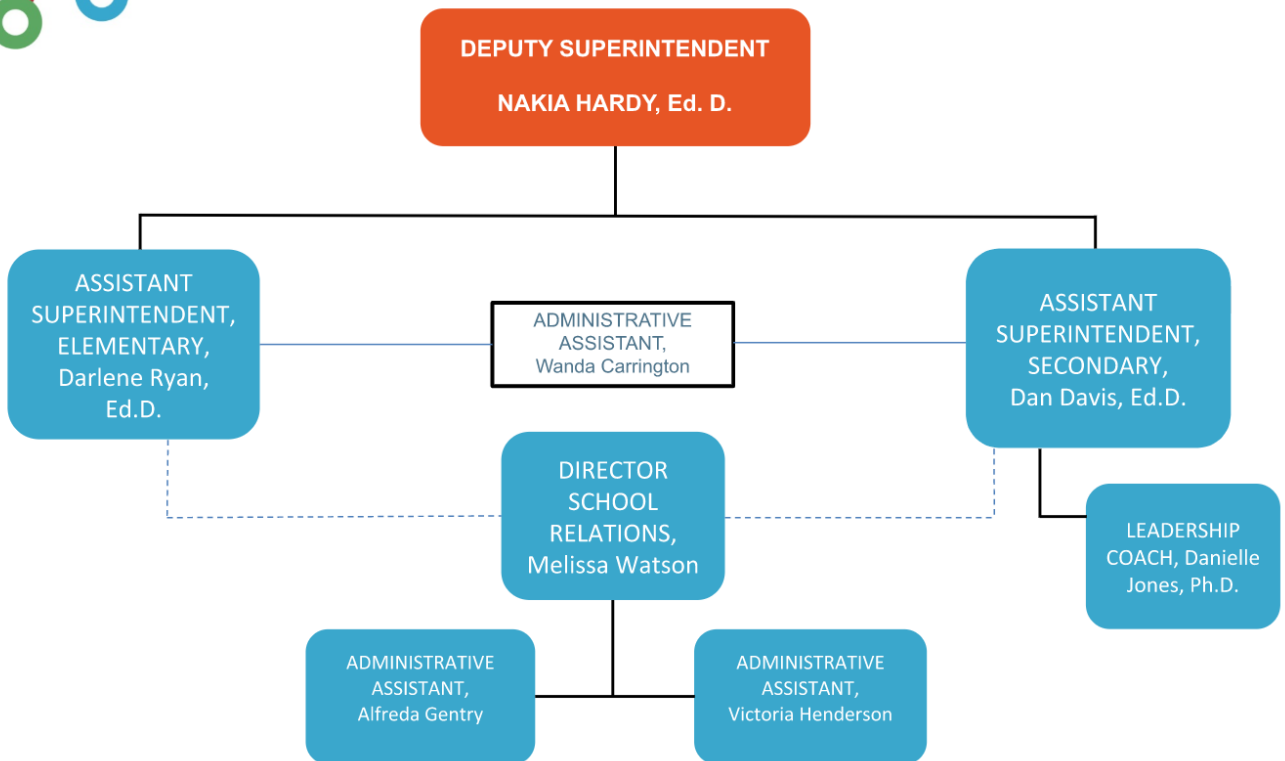 DEPUTY SUPERINTENDENT
NAKIA HARDY, Ed. D.
ASSISTANT
SUPERINTENDENT,
ELEMENTARY,
Darlene Ryan,
Ed.D.
ADMINISTRATIVE
ASSISTANT,
Wanda Carrington
ASSISTANT
SUPERINTENDENT,
SECONDARY,
Dan Davis, Ed.D.
DIRECTOR
SCHOOL
RELATIONS,
Melissa Watson
LEADERSHIP
COACH, Danielle
Jones, Ph.D.
ADMINISTRATIVE
ASSISTANT,
Alfreda Gentry
ADMINISTRATIVE
ASSISTANT,
Victoria Henderson